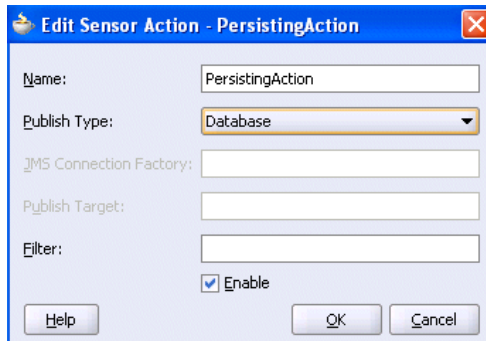 Edit Sensor Action - PersistingAction
Name: PersistingAction
Publish Type: Database
JMS Connection Factory:
Publish Target:
Filter:
Enable
Help OK Cancel